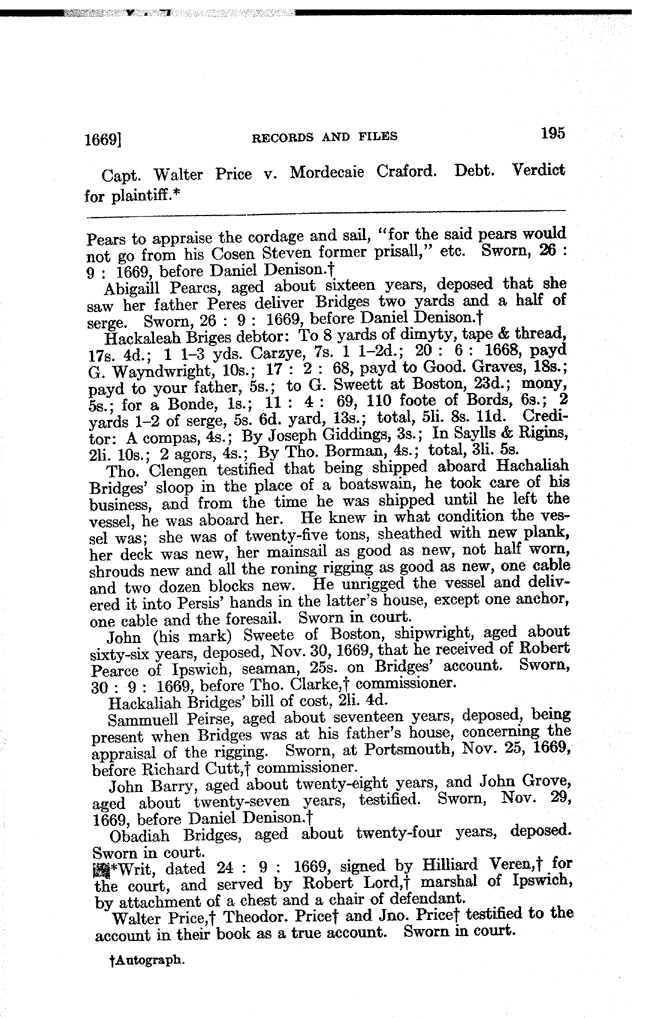 1669] RECORDS AND FILES 195
Capt. Walter Price v. Mordecaie Craford. Debt. Verdict
for plaintiff.*
Pears to appraise the cordage and sail, "for the said pears would
not go from his Cosen Steven former prisall," etc. Sworn, 26 :
9 : 1669, before Daniel Denison.†
Abigaill Pearcs, aged about sixteen years, deposed that she
saw her father Peres deliver Bridges two yards and a half of
serge. Sworn, 26 : 9 : 1669, before Daniel Denison.†
Hackaleah Briges debtor: To 8 yards of dimyty, tape & thread,
17s. 4d.; 1 1-3 yds. Carzye, 7s. 1 1-2d.; 20 : 6 : 1668, payd
G. Wayndwright, 10s.; 17 : 2 : 68, payd to Good. Graves, 18s.;
payd to your father, 5s.; to G. Sweett at Boston, 23d.; mony,
5s.; for a Bonde, 1s.; 11 : 4 : 69, 110 foote of Bords, 6s.; 2
yards 1-2 of serge, 5s. 6d. yard, 13s.; total, 5li. 8s. 11d. Credi-
tor: A compas, 4s.; By Joseph Giddings, 3s.; In Saylls & Rigins,
2li. 10s.; 2 agors, 4s.; By Tho. Borman, 4s.; total, 3li. 5s.
Tho. Clengen testified that being shipped aboard Hachaliah
Bridges' sloop in the place of a boatswain, he took care of his
business, and from the time he was shipped until he left the
vessel, he was aboard her. He knew in what condition the ves-
sel was; she was of twenty-five tons, sheathed with new plank,
her deck was new, her mainsail as good as new, not half worn,
shrouds new and all the roning rigging as good as new, one cable
and two dozen blocks new. He unrigged the vessel and deliv-
ered it into Persis' hands in the latter's house, except one anchor,
one cable and the foresail. Sworn in court.
John (his mark) Sweete of Boston, shipwright, aged about
sixty-six years, deposed, Nov. 30, 1669, that he received of Robert
Pearce of Ipswich, seaman, 25s. on Bridges' account. Sworn,
30 : 9 : 1669, before Tho. Clarke,† commissioner.
Hackaliah Bridges' bill of cost, 2li. 4d.
Sammuell Peirse, aged about seventeen years, deposed, being
present when Bridges was at his father's house, concerning the
appraisal of the rigging. Sworn, at Portsmouth, Nov. 25, 1669,
before Richard Cutt,† commissioner.
John Barry, aged about twenty-eight years, and John Grove,
aged about twenty-seven years, testified. Sworn, Nov. 29,
1669, before Daniel Denison.†
Obadiah Bridges, aged about twenty-four years, deposed.
Sworn in court.
*Writ, dated 24 : 9 : 1669, signed by Hilliard Veren,† for
the court, and served by Robert Lord,† marshal of Ipswich,
by attachment of a chest and a chair of defendant.
Walter Price,† Theodor. Price† and Jno. Price† testified to the
account in their book as a true account. Sworn in court.
†Autograph.